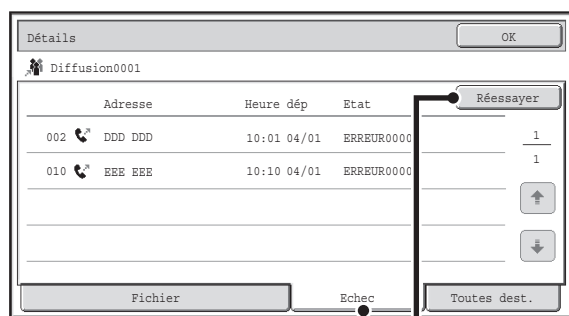 Détails OK
Diffusion0001
Adresse Heure dép Etat Réessayer
002 DDD DDD 10:01 04/01 ERREUR0000 1
010 EEE EEE 10:10 04/01 ERREUR0000 1
Fichier Echec Toutes dest.